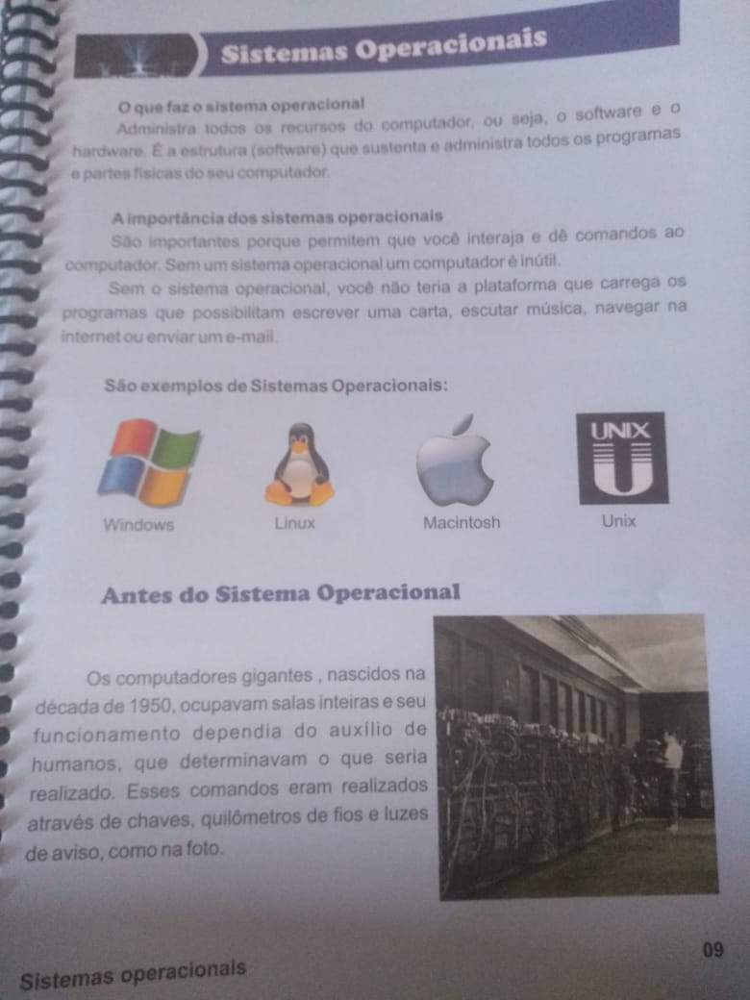 Sistemas Operacionais
O que faz o sistema operacional
Administra todos os recursos do computador, ou seja, o software e o
hardware. É a estrutura (software) que sustenta e administra todos os programas
e partes físicas do seu computador.
A importância dos sistemas operacionais
São importantes porque permitem que você interaja e dê comandos ao
computador. Sem um sistema operacional um computador é inútil.
Sem o sistema operacional, você não teria a plataforma que carrega os
programas que possibilitam escrever uma carta, escutar música, navegar na
internet ou enviar um e-mail.
São exemplos de Sistemas Operacionais:
UNIX
U
Windows
Linux
Macintosh
Unix
Antes do Sistema Operacional
Os computadores gigantes , nascidos na
década de 1950, ocupavam salas inteiras e seu
funcionamento dependia do auxílio de
humanos, que determinavam o que seria
realizado. Esses comandos eram realizados
através de chaves, quilômetros de fios e luzes
de aviso, como na foto.
09
Sistemas operacionais